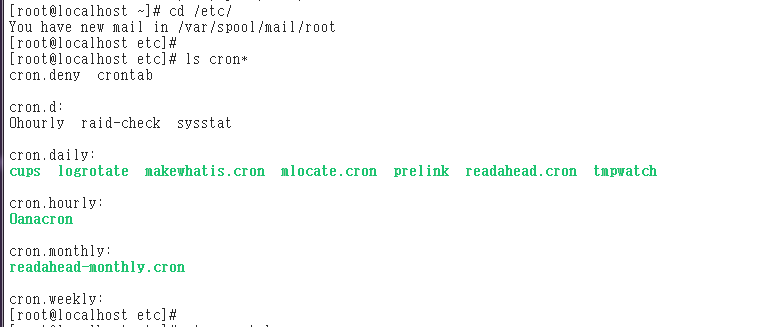 [root@localhost ~]# cd /etc/
You have new mail in /var/spool/mail/root
[root@localhost etc]#
[root@localhost etc]# ls cron*
cron.deny  crontab

cron.d:
0hourly  raid-check  sysstat

cron.daily:
cups  logrotate  makewhatis.cron  mlocate.cron  prelink  readahead.cron  tmpwatch

cron.hourly:
0anacron

cron.monthly:
readahead-monthly.cron

cron.weekly:
[root@localhost etc]#